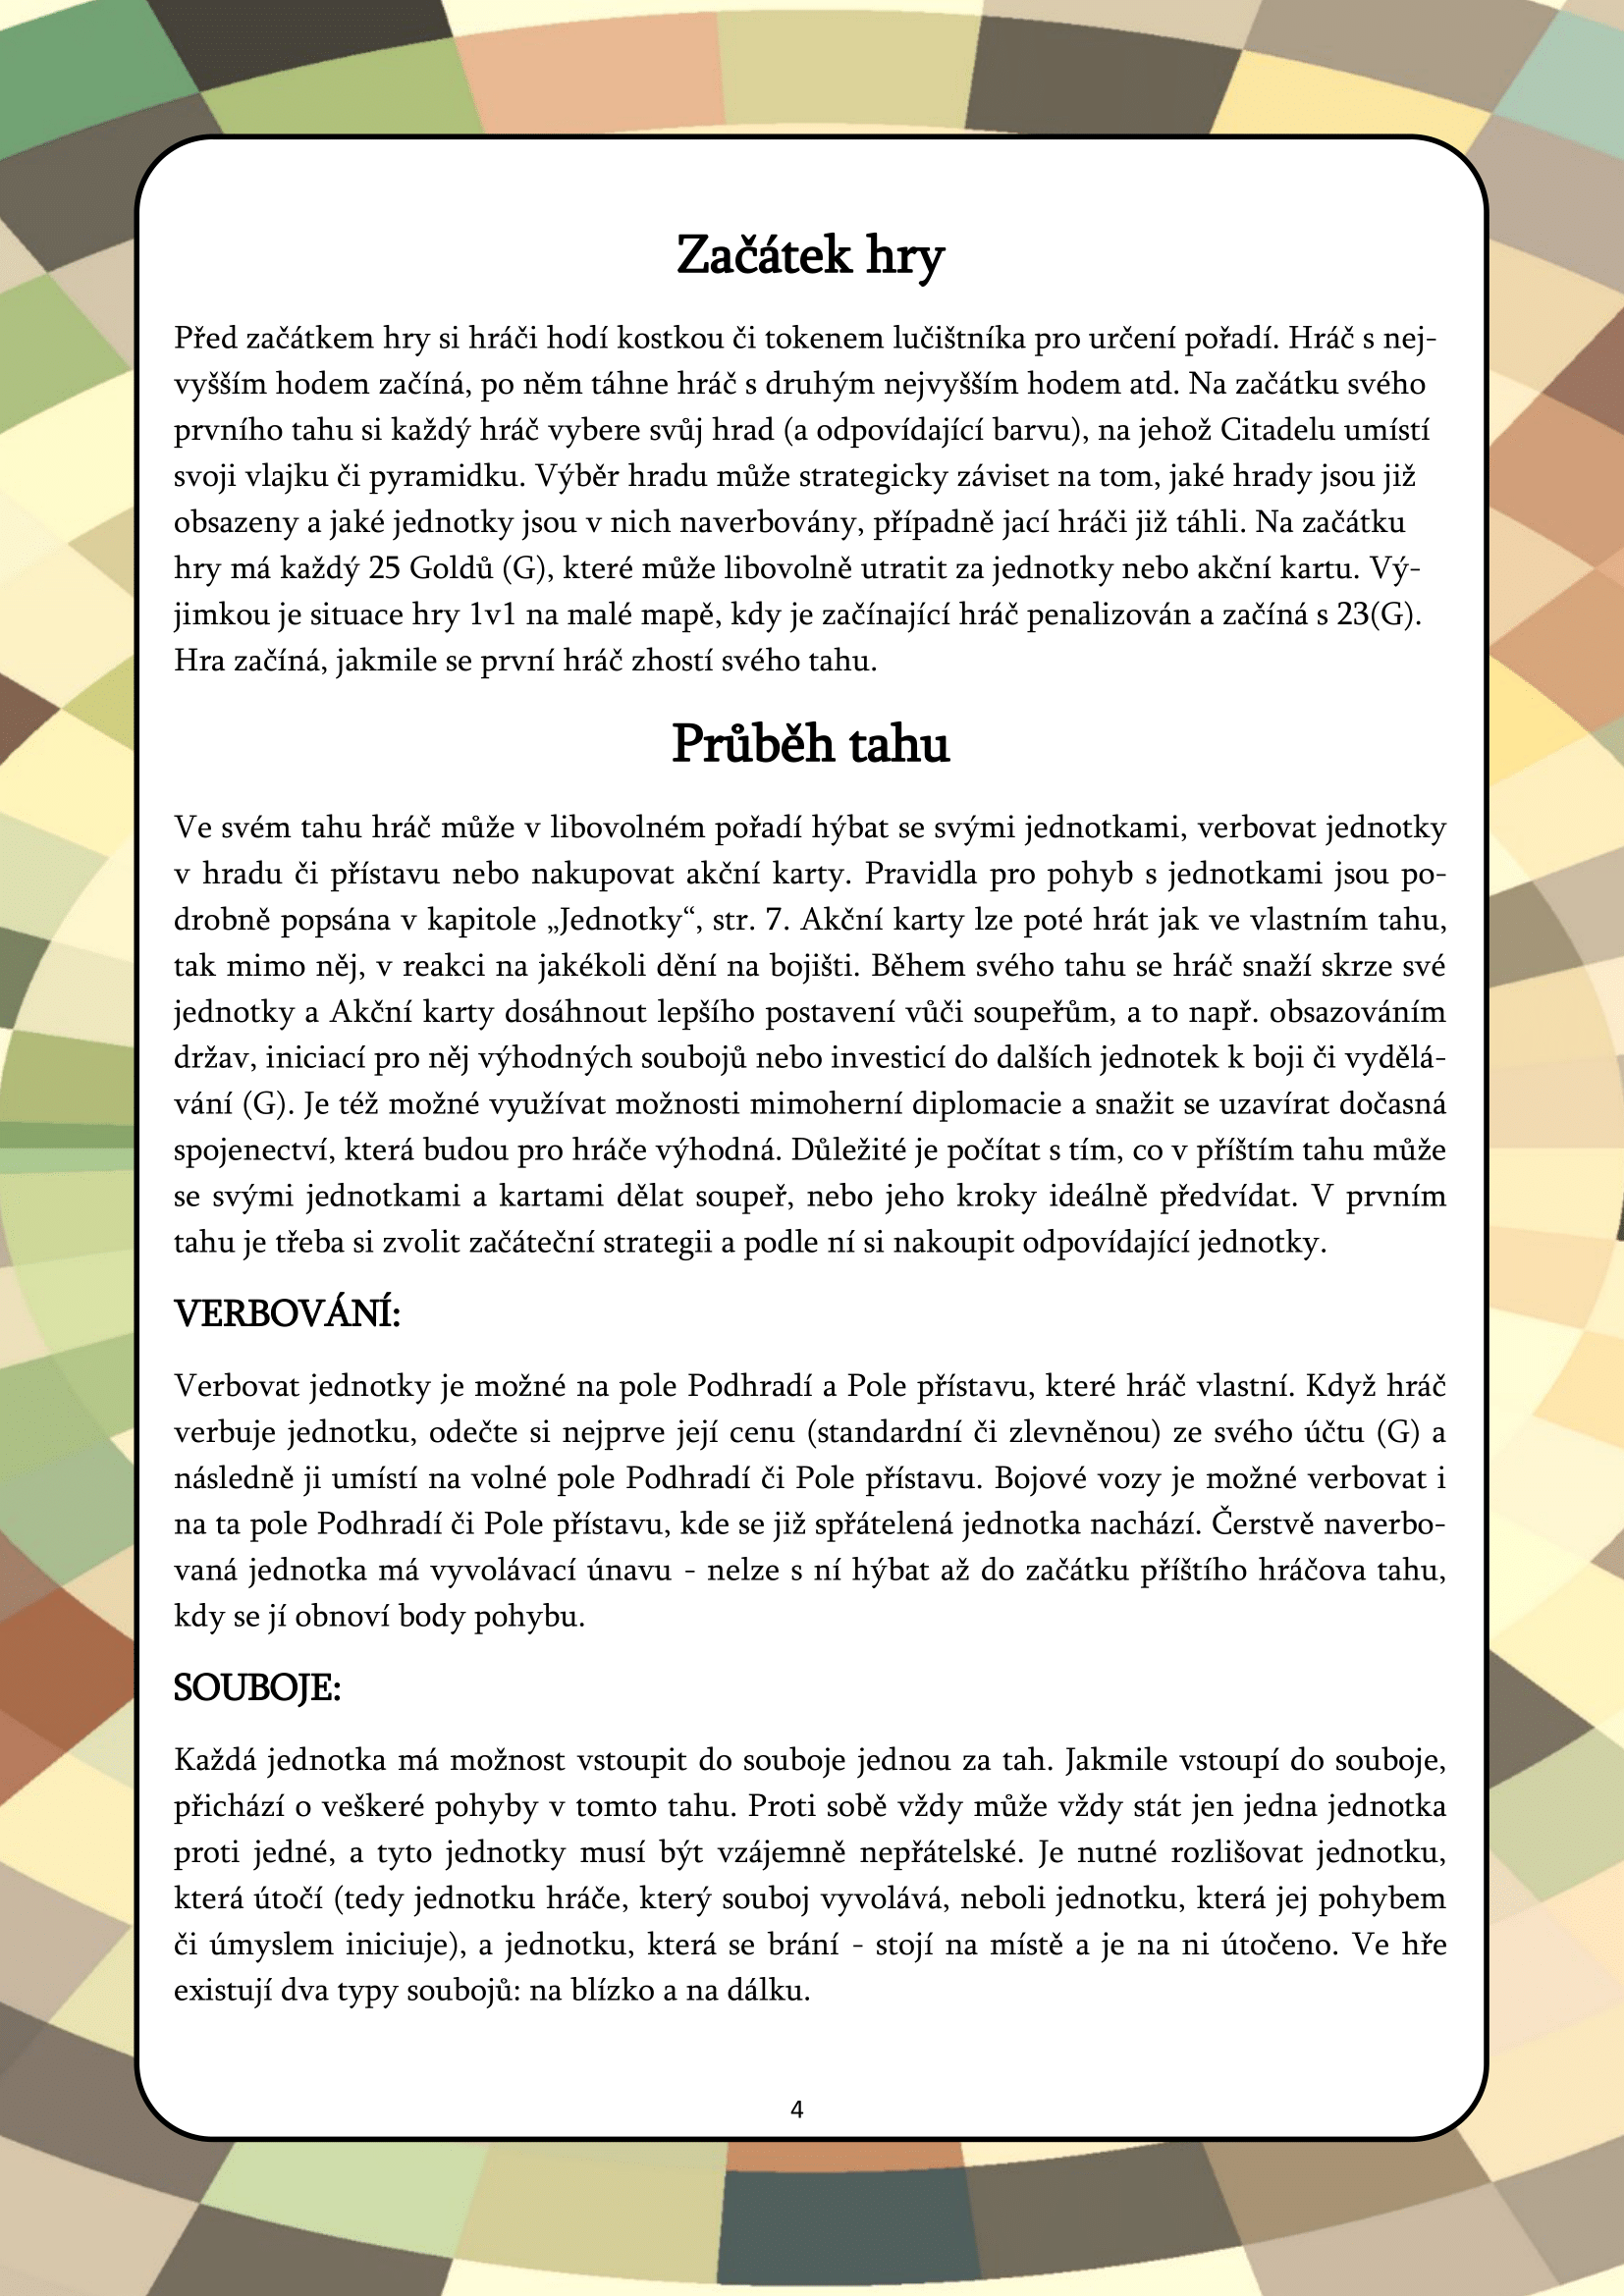 Začátek hry
Před začátkem hry si hráči hodí kostkou či tokenem lučištníka pro určení pořadí. Hráč s nej-
vyšším hodem začíná, po něm táhne hráč s druhým nejvyšším hodem atd. Na začátku svého
prvního tahu si každý hráč vybere svůj hrad (a odpovídající barvu), na jehož Citadelu umístí
svoji vlajku či pyramidku. Výběr hradu může strategicky záviset na tom, jaké hrady jsou již
obsazeny a jaké jednotky jsou v nich naverbovány, případně jací hráči již táhli. Na začátku
hry má každý 25 Goldů (G), které může libovolně utratit za jednotky nebo akční kartu. Vý-
jimkou je situace hry 1v1 na malé mapě, kdy je začínající hráč penalizován a začíná s 23(G).
Hra začíná, jakmile se první hráč zhostí svého tahu.
Průběh tahu
Ve svém tahu hráč může v libovolném pořadí hýbat se svými jednotkami, verbovat jednotky
v hradu či přístavu nebo nakupovat akční karty. Pravidla pro pohyb s jednotkami jsou po-
drobně popsána v kapitole „Jednotky“, str. 7. Akční karty lze poté hrát jak ve vlastním tahu,
tak mimo něj, v reakci na jakékoli dění na bojišti. Během svého tahu se hráč snaží skrze své
jednotky a Akční karty dosáhnout lepšího postavení vůči soupeřům, a to např. obsazováním
držav, iniciací pro něj výhodných soubojů nebo investicí do dalších jednotek k boji či vydělá-
vání (G). Je též možné využívat možnosti mimoherní diplomacie a snažit se uzavírat dočasná
spojenectví, která budou pro hráče výhodná. Důležité je počítat s tím, co v příštím tahu může
se svými jednotkami a kartami dělat soupeř, nebo jeho kroky ideálně předvídat. V prvním
tahu je třeba si zvolit začáteční strategii a podle ní si nakoupit odpovídající jednotky.
VERBOVÁNÍ:
Verbovat jednotky je možné na pole Podhradí a Pole přístavu, které hráč vlastní. Když hráč
verbuje jednotku, odečte si nejprve její cenu (standardní či zlevněnou) ze svého účtu (G) a
následně ji umístí na volné pole Podhradí či Pole přístavu. Bojové vozy je možné verbovat i
na ta pole Podhradí či Pole přístavu, kde se již spřátelená jednotka nachází. Čerstvě naverbo-
vaná jednotka má vyvolávací únavu - nelze s ní hýbat až do začátku příštího hráčova tahu,
kdy se jí obnoví body pohybu.
SOUBOJE:
Každá jednotka má možnost vstoupit do souboje jednou za tah. Jakmile vstoupí do souboje,
přichází o veškeré pohyby v tomto tahu. Proti sobě vždy může vždy stát jen jedna jednotka
proti jedné, a tyto jednotky musí být vzájemně nepřátelské. Je nutné rozlišovat jednotku,
která útočí (tedy jednotku hráče, který souboj vyvolává, neboli jednotku, která jej pohybem
či úmyslem iniciuje), a jednotku, která se brání - stojí na místě a je na ni útočeno. Ve hře
existují dva typy soubojů: na blízko a na dálku.
4